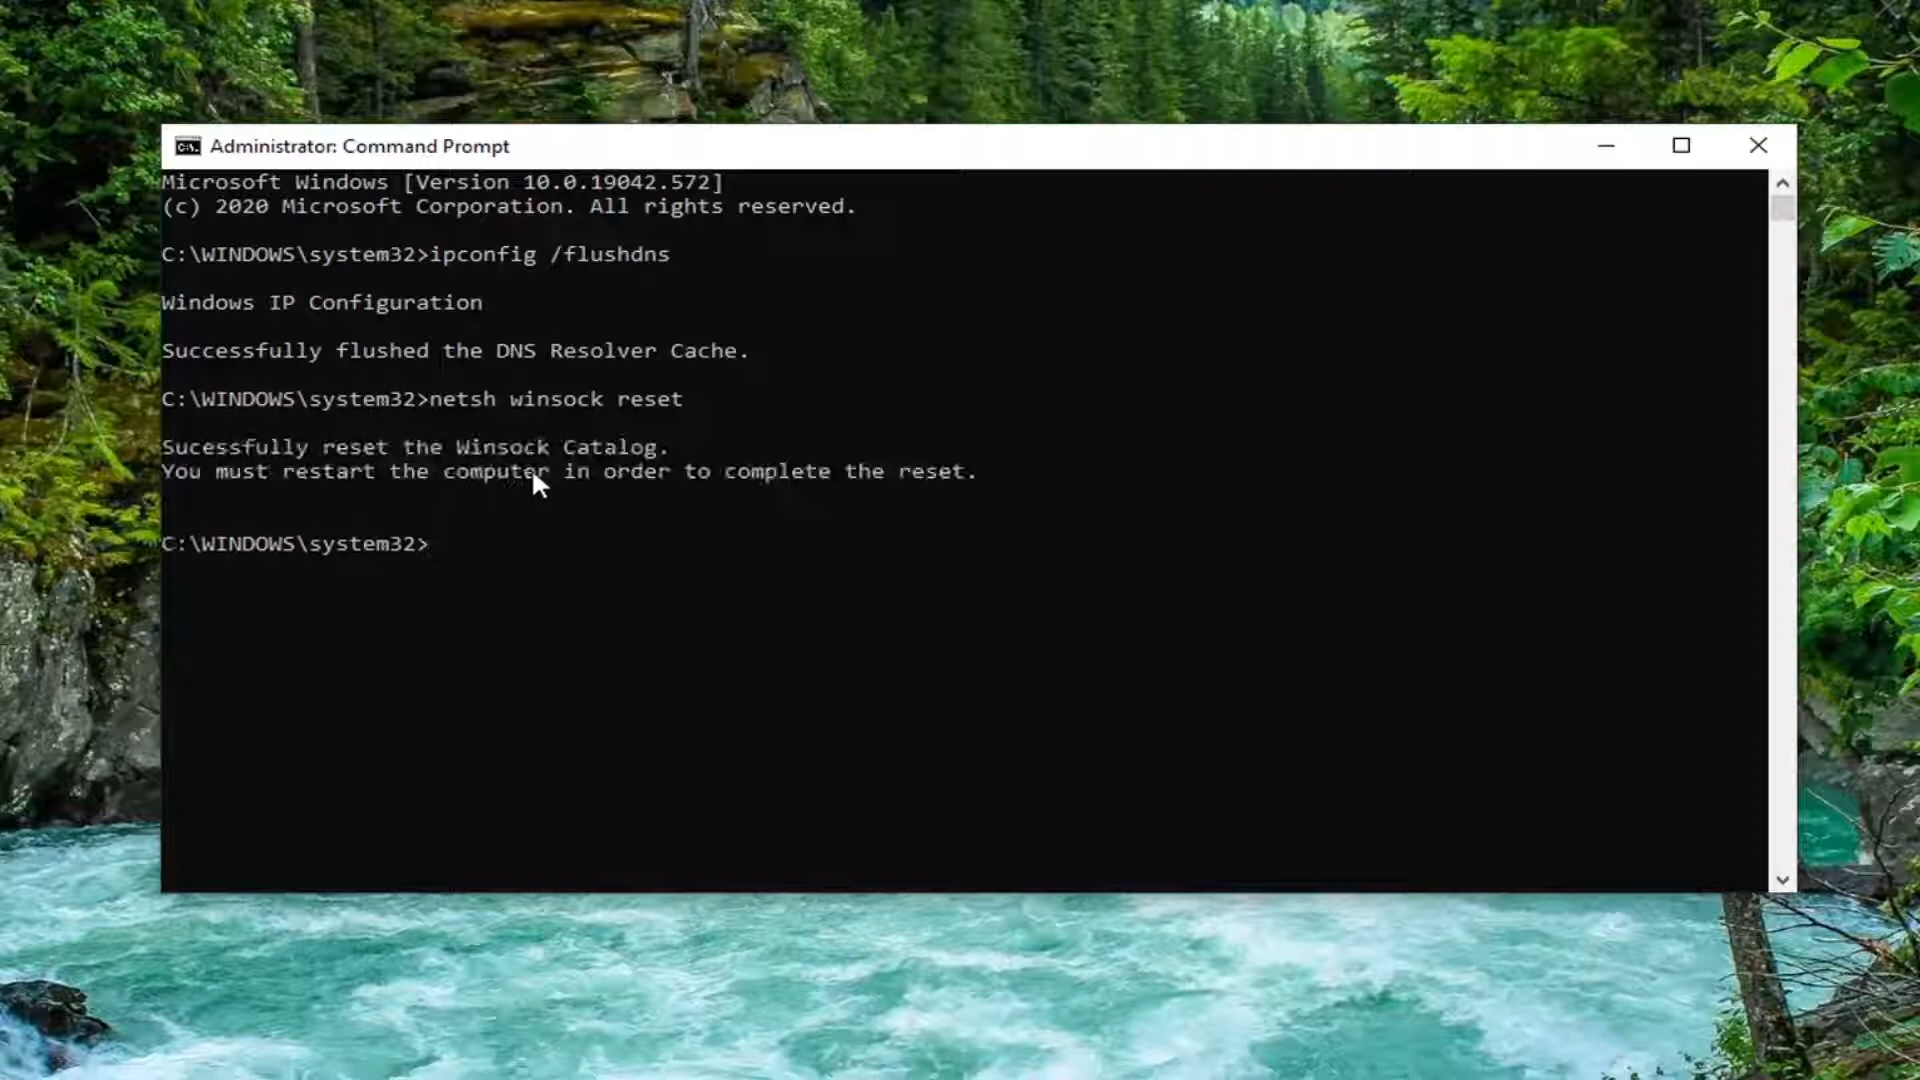 Administrator: Command Prompt
Microsoft Windows [Version 10.0.19042.572]
(c) 2020 Microsoft Corporation. All rights reserved.
C:\WINDOWS\system32>ipconfig /flushdns
Windows IP Configuration
Successfully flushed the DNS Resolver Cache.
C:\WINDOWS\system32>netsh winsock reset
Sucessfully reset the Winsock Catalog.
You must restart the computer in order to complete the reset.
C:\WINDOWS\system32>